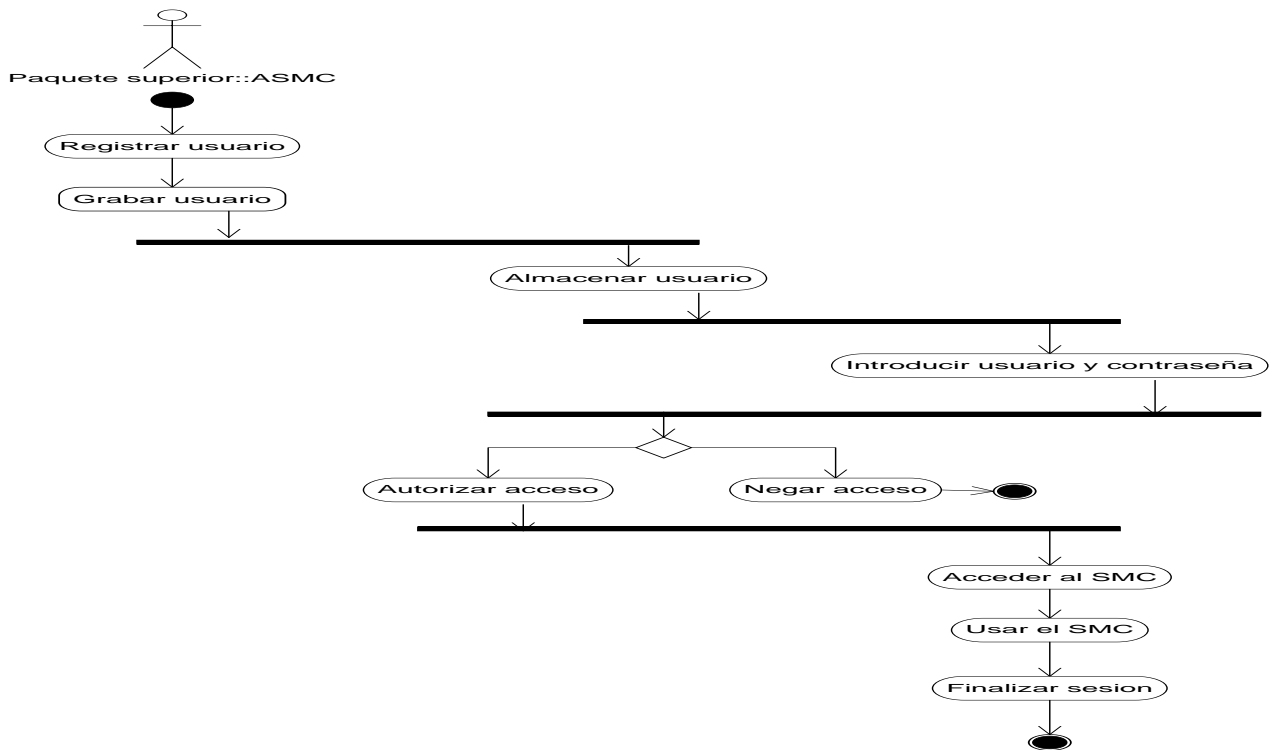 Paquete superior::ASMC
Registrar usuario
Grabar usuario
Almacenar usuario
Introducir usuario y contraseña
Autorizar acceso
Negar acceso
Acceder al SMC
Usar el SMC
Finalizar sesion